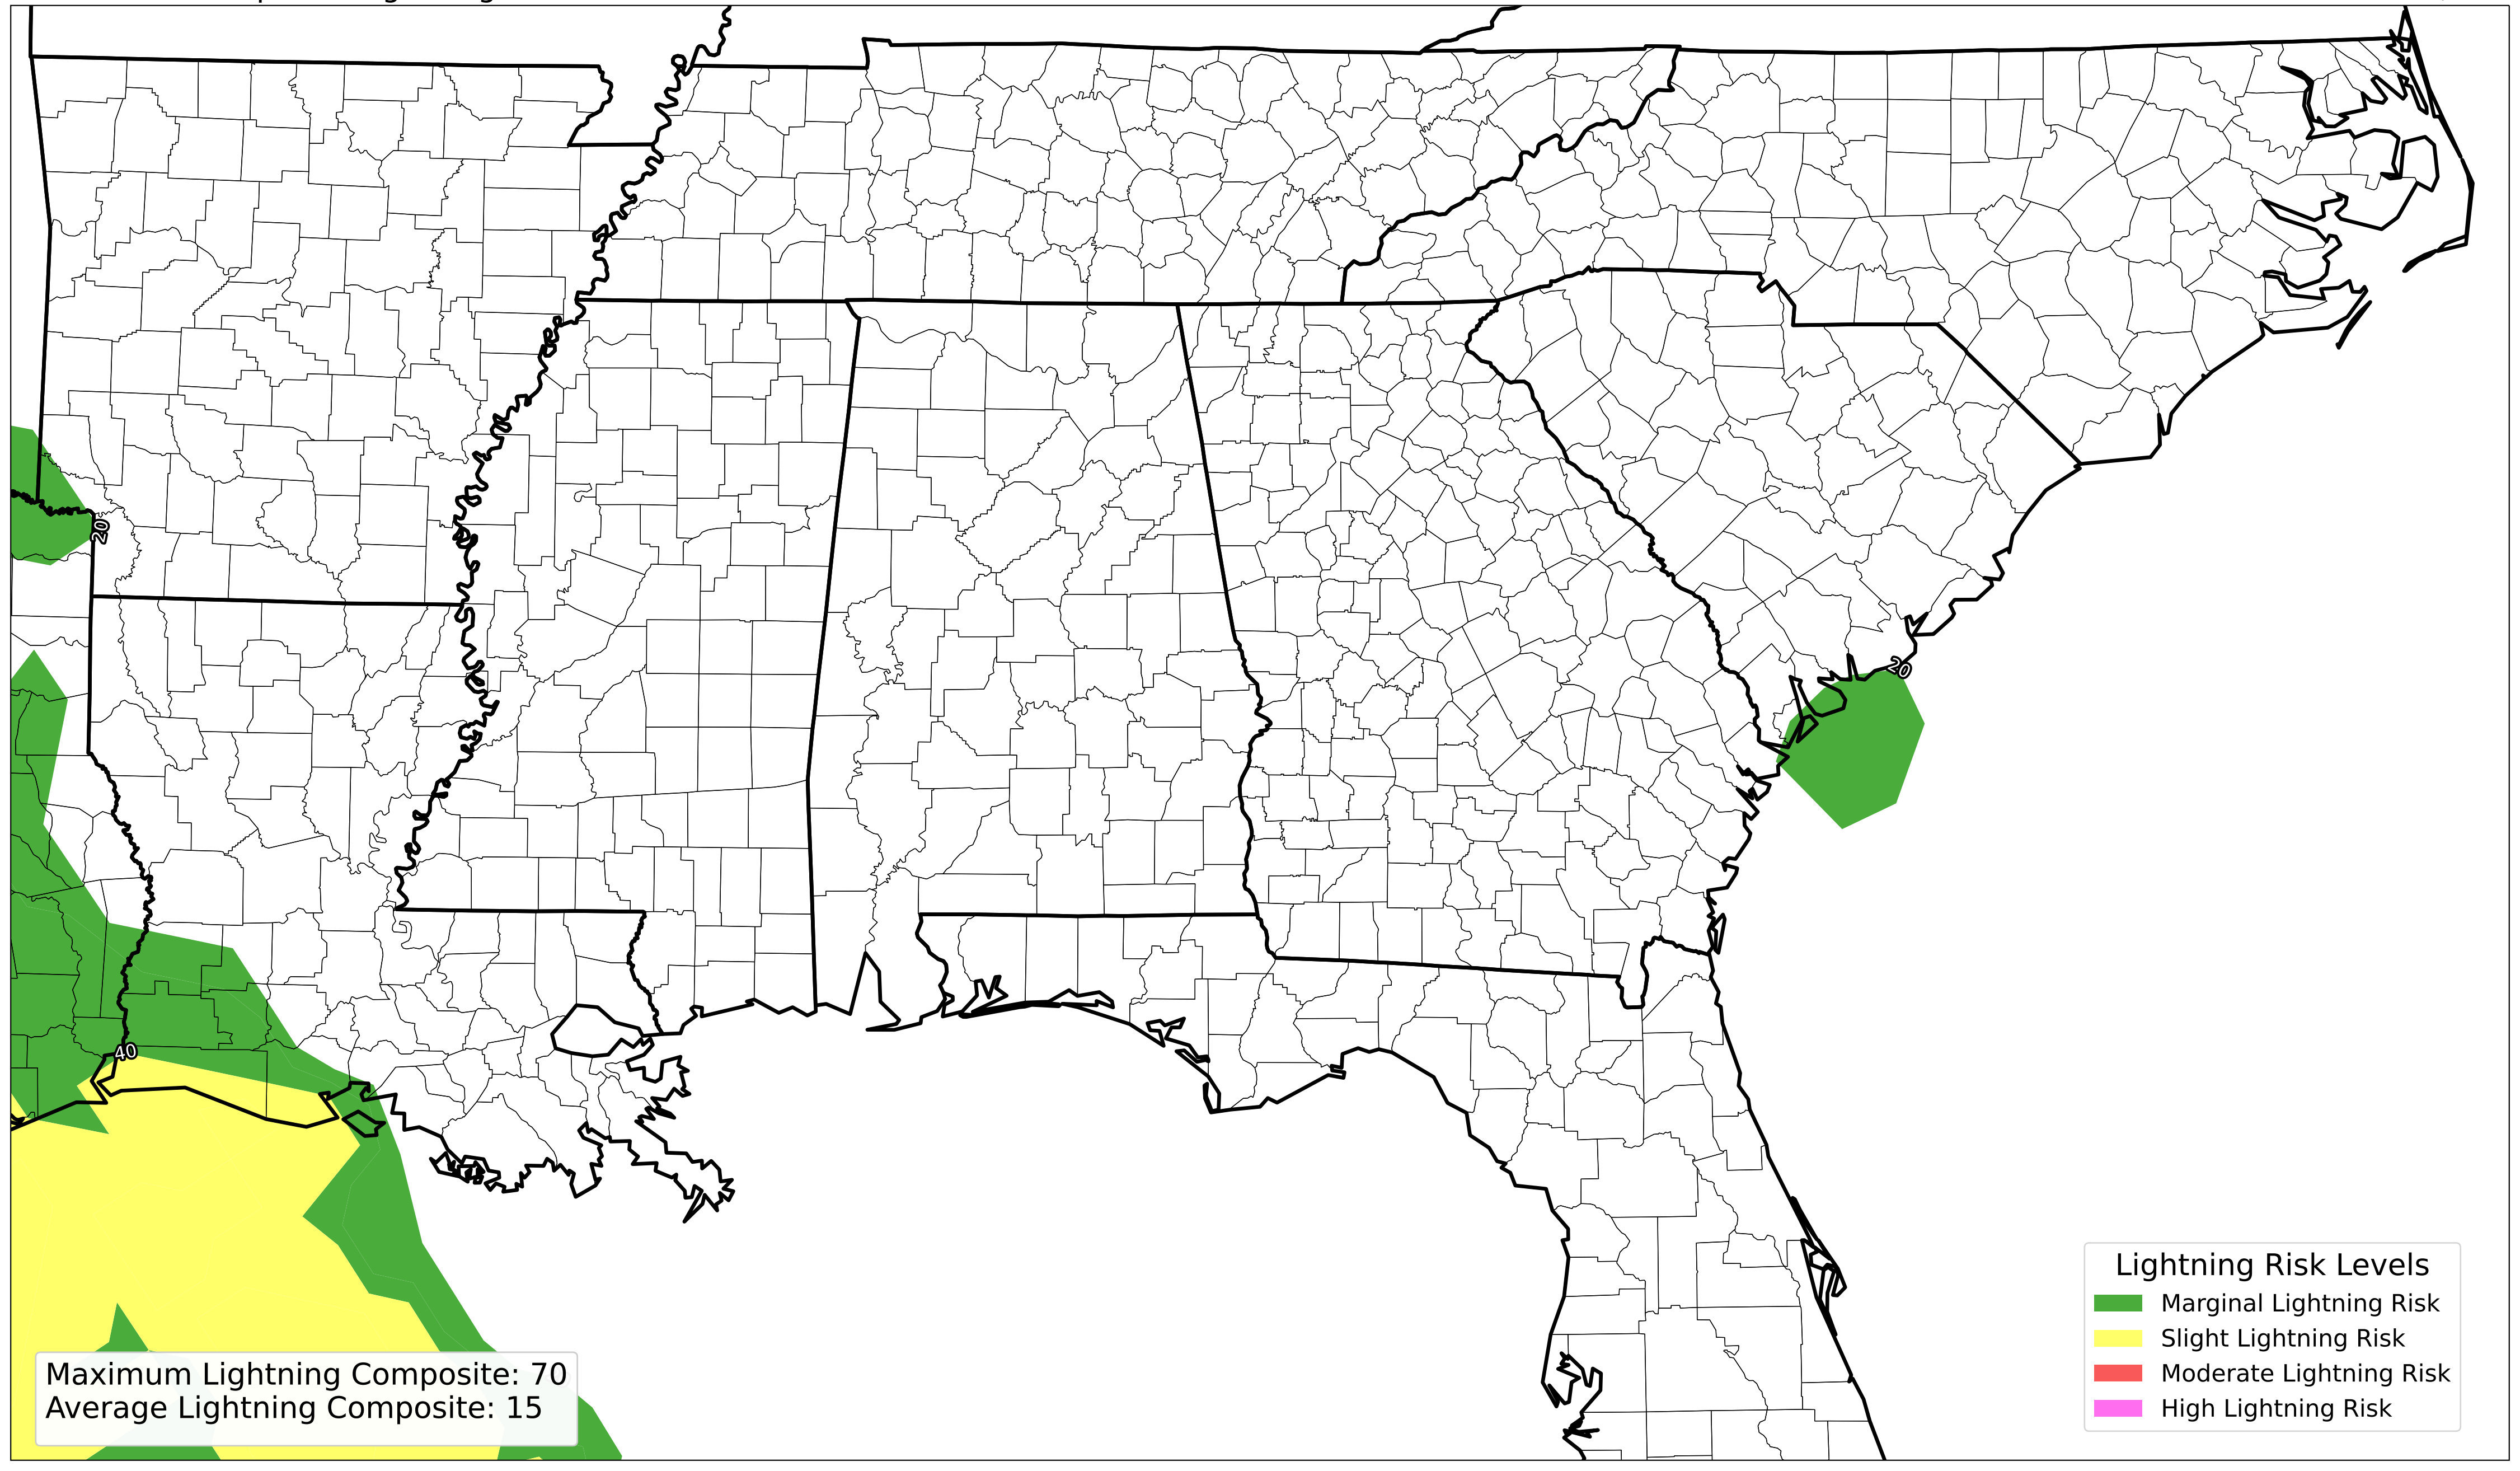 20
20
40
Maximum Lightning Composite: 70
Average Lightning Composite: 15
Lightning Risk Levels
Marginal Lightning Risk
Slight Lightning Risk
Moderate Lightning Risk
High Lightning Risk